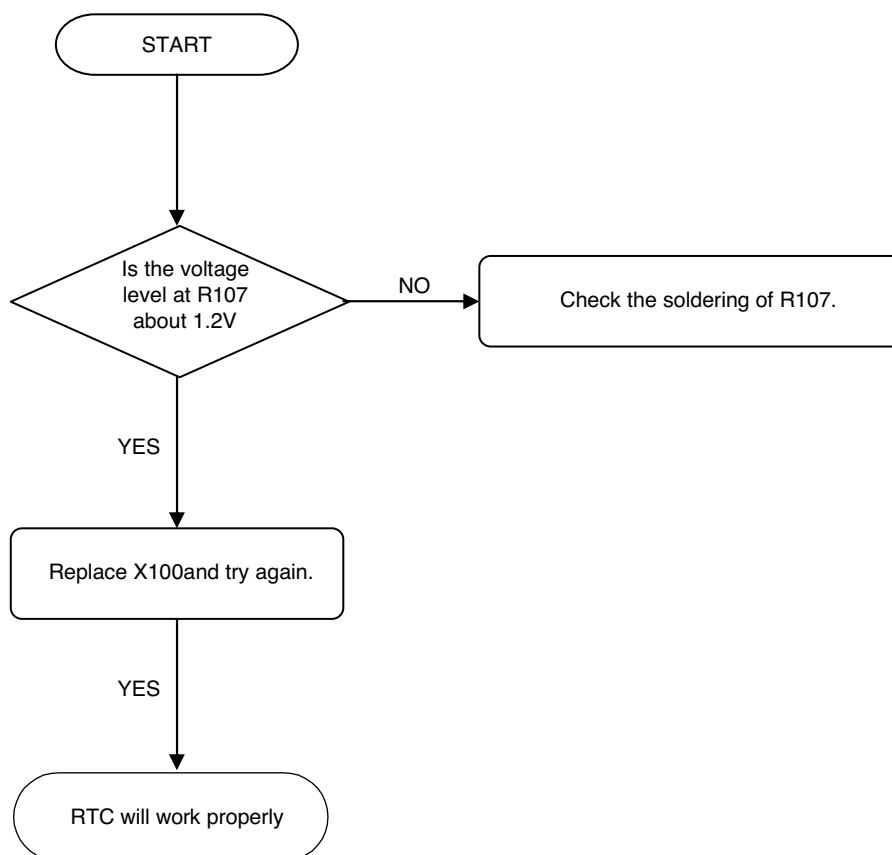 START
Is the voltage
level at R107
about 1.2V
NO
Check the soldering of R107.
YES
Replace X100and try again.
YES
RTC will work properly